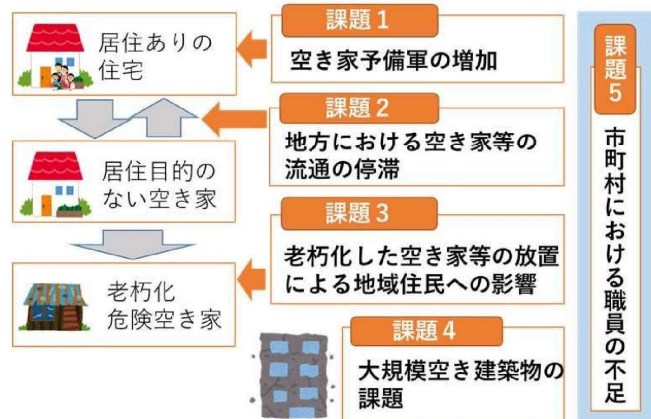 居住ありの
住宅
課題1
空き家予備軍の増加
課題2
地方における空き家等の
流通の停滞
居住目的の
ない空き家
課題3
老朽化した空き家等の放置
による地域住民への影響
老朽化
危険空き家
課題4
大規模空き建築物の
課題
課題5
市町村における職員の不足